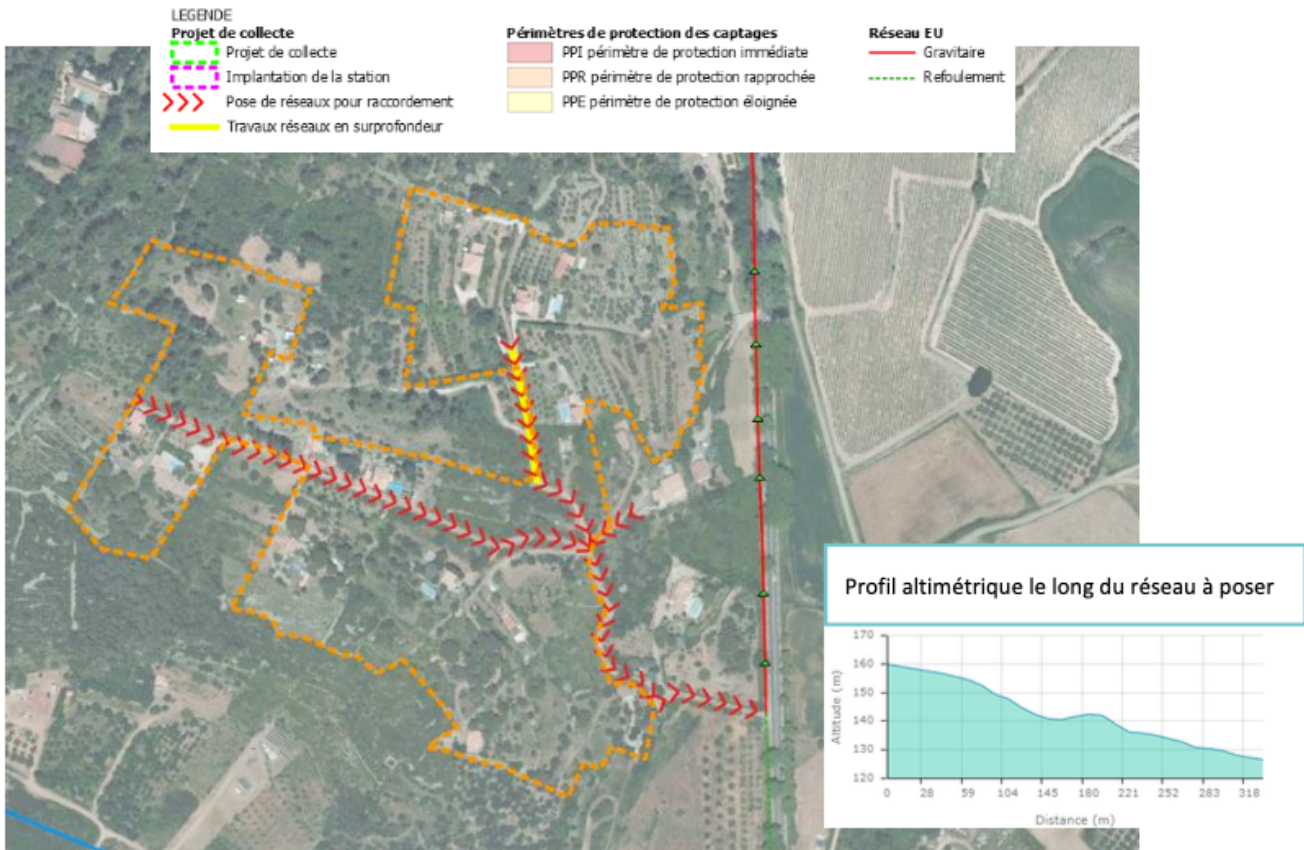 LEGENDE
Projet de collecte
Projet de collecte
Implantation de la station
Pose de réseaux pour raccordement
Travaux réseaux en surprofondeur
Périmètres de protection des captages
PPI périmètre de protection immédiate
PPR périmètre de protection rapprochée
PPE périmètre de protection éloignée
Réseau EU
Gravitaire
Refoulement
Profil altimétrique le long du réseau à poser
Altitude (m)
170
160
150
140
130
120
0 28 59 104 145 180 221 252 283 318
Distance (m)